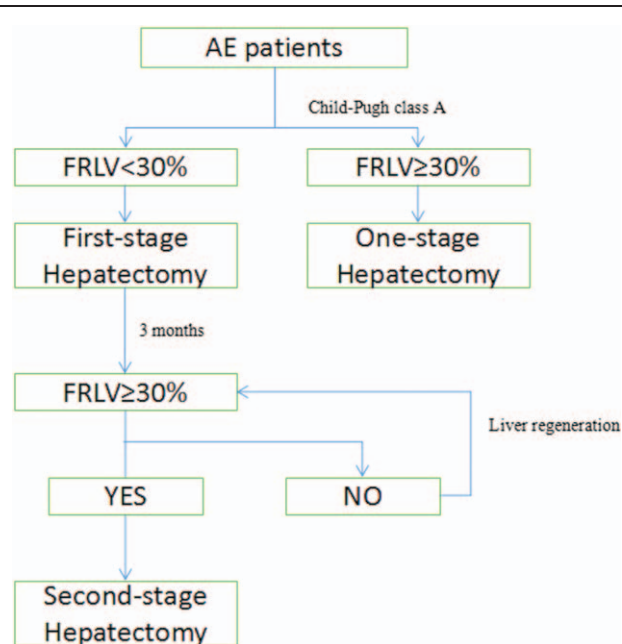 AE patients
Child-Pugh class A
FRLV<30%
FRLV≥30%
First-stage
Hepatectomy
One-stage
Hepatectomy
3 months
FRLV≥30%
Liver regeneration
YES
NO
Second-stage
Hepatectomy